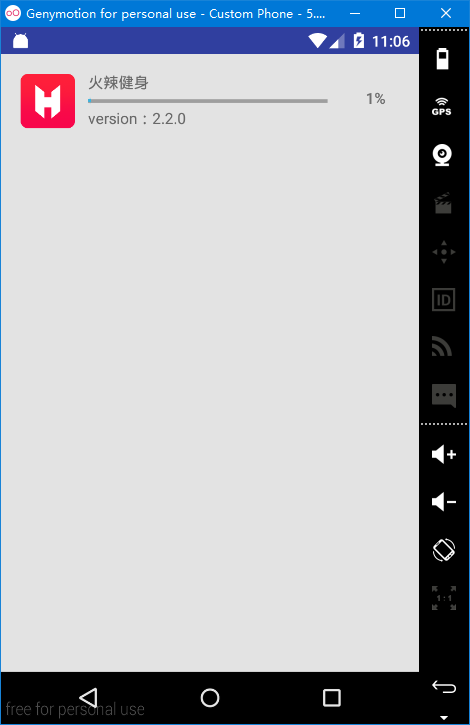 Genymotion for personal use - Custom Phone - 5....
11:06
火辣健身
1%
version：2.2.0
GPS
ID
1:1
free for personal use